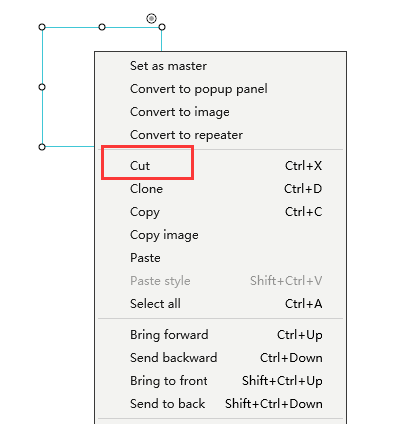 Set as master
Convert to popup panel
Convert to image
Convert to repeater
Cut Ctrl+X
Clone Ctrl+D
Copy Ctrl+C
Copy image
Paste
Paste style Shift+Ctrl+V
Select all Ctrl+A
Bring forward Ctrl+Up
Send backward Ctrl+Down
Bring to front Shift+Ctrl+Up
Send to back Shift+Ctrl+Down